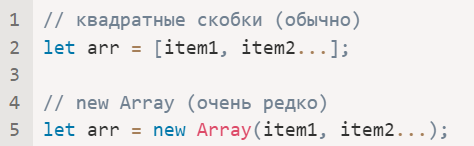 1 // квадратные скобки (обычно)
2 let arr = [item1, item2...];
3
4 // new Array (очень редко)
5 let arr = new Array(item1, item2...);